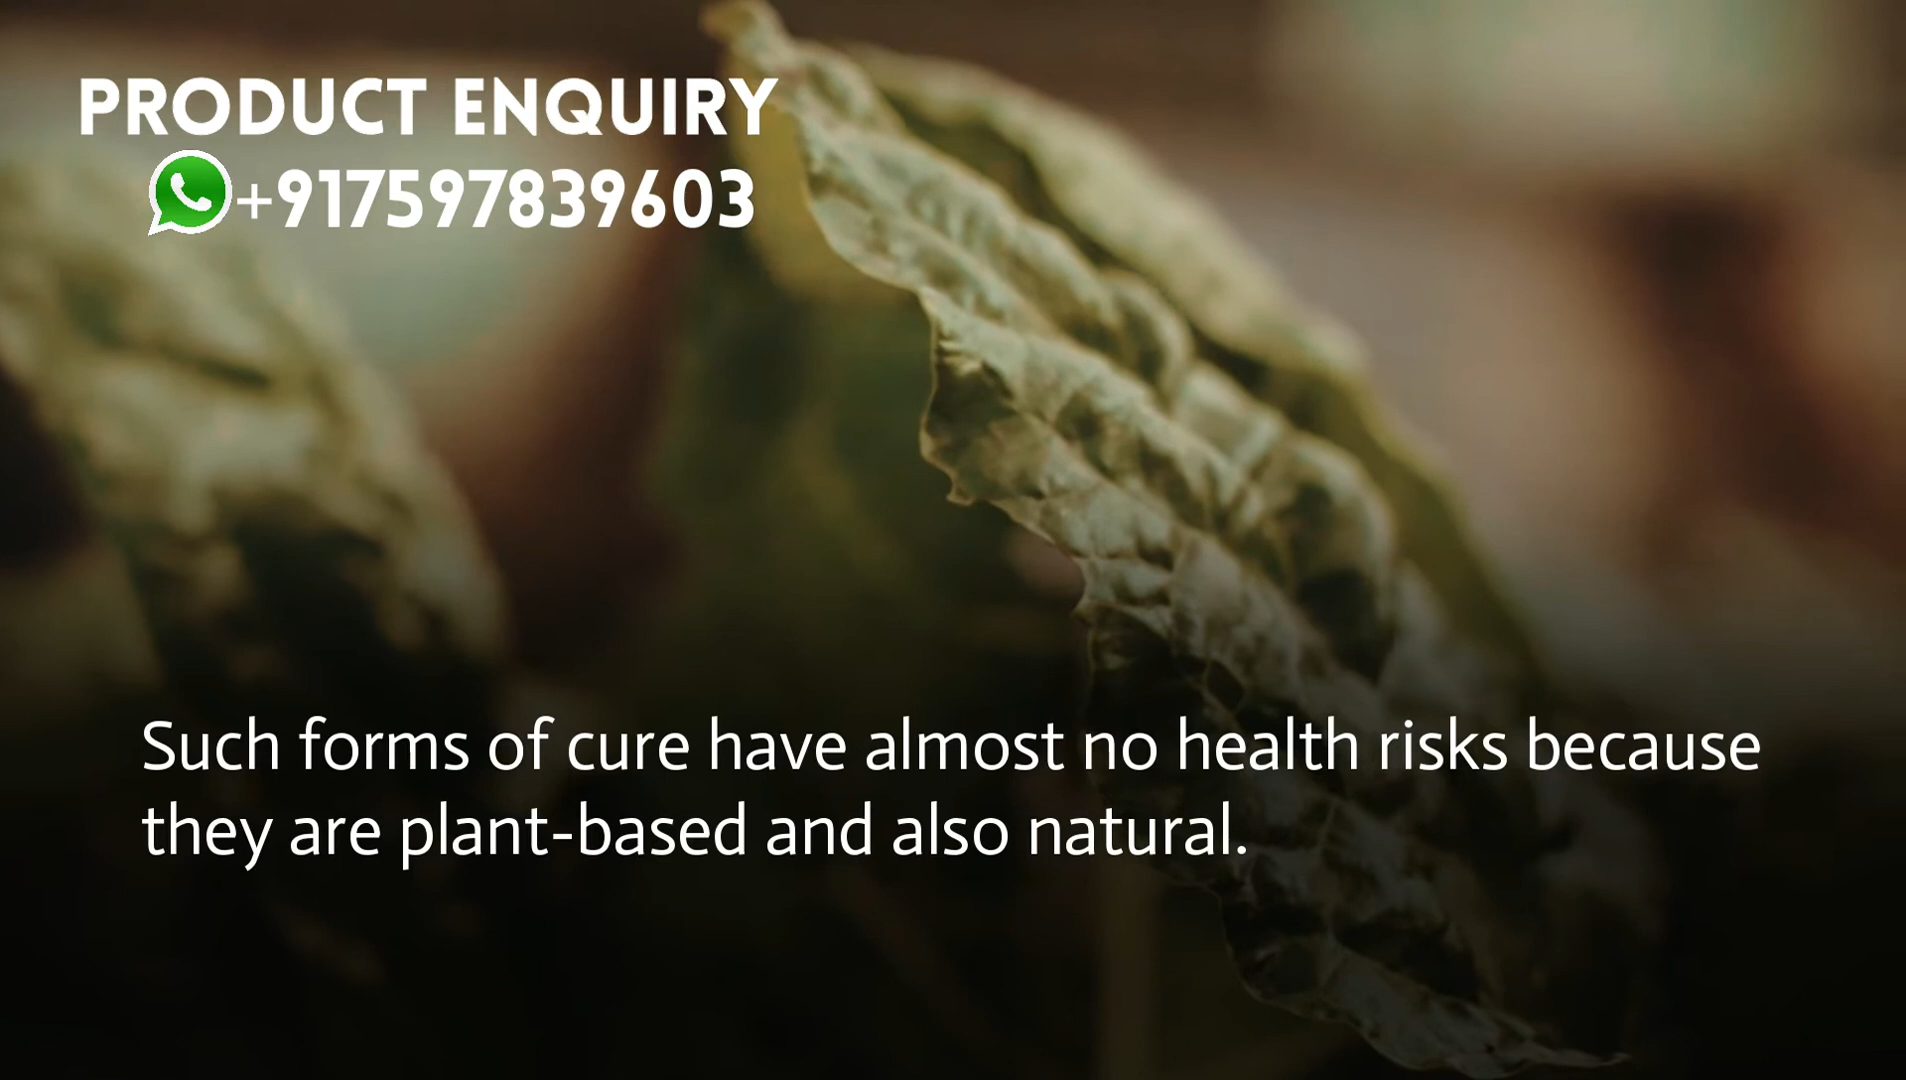 PRODUCT ENQUIRY
+917597839603
Such forms of cure have almost no health risks because
they are plant-based and also natural.